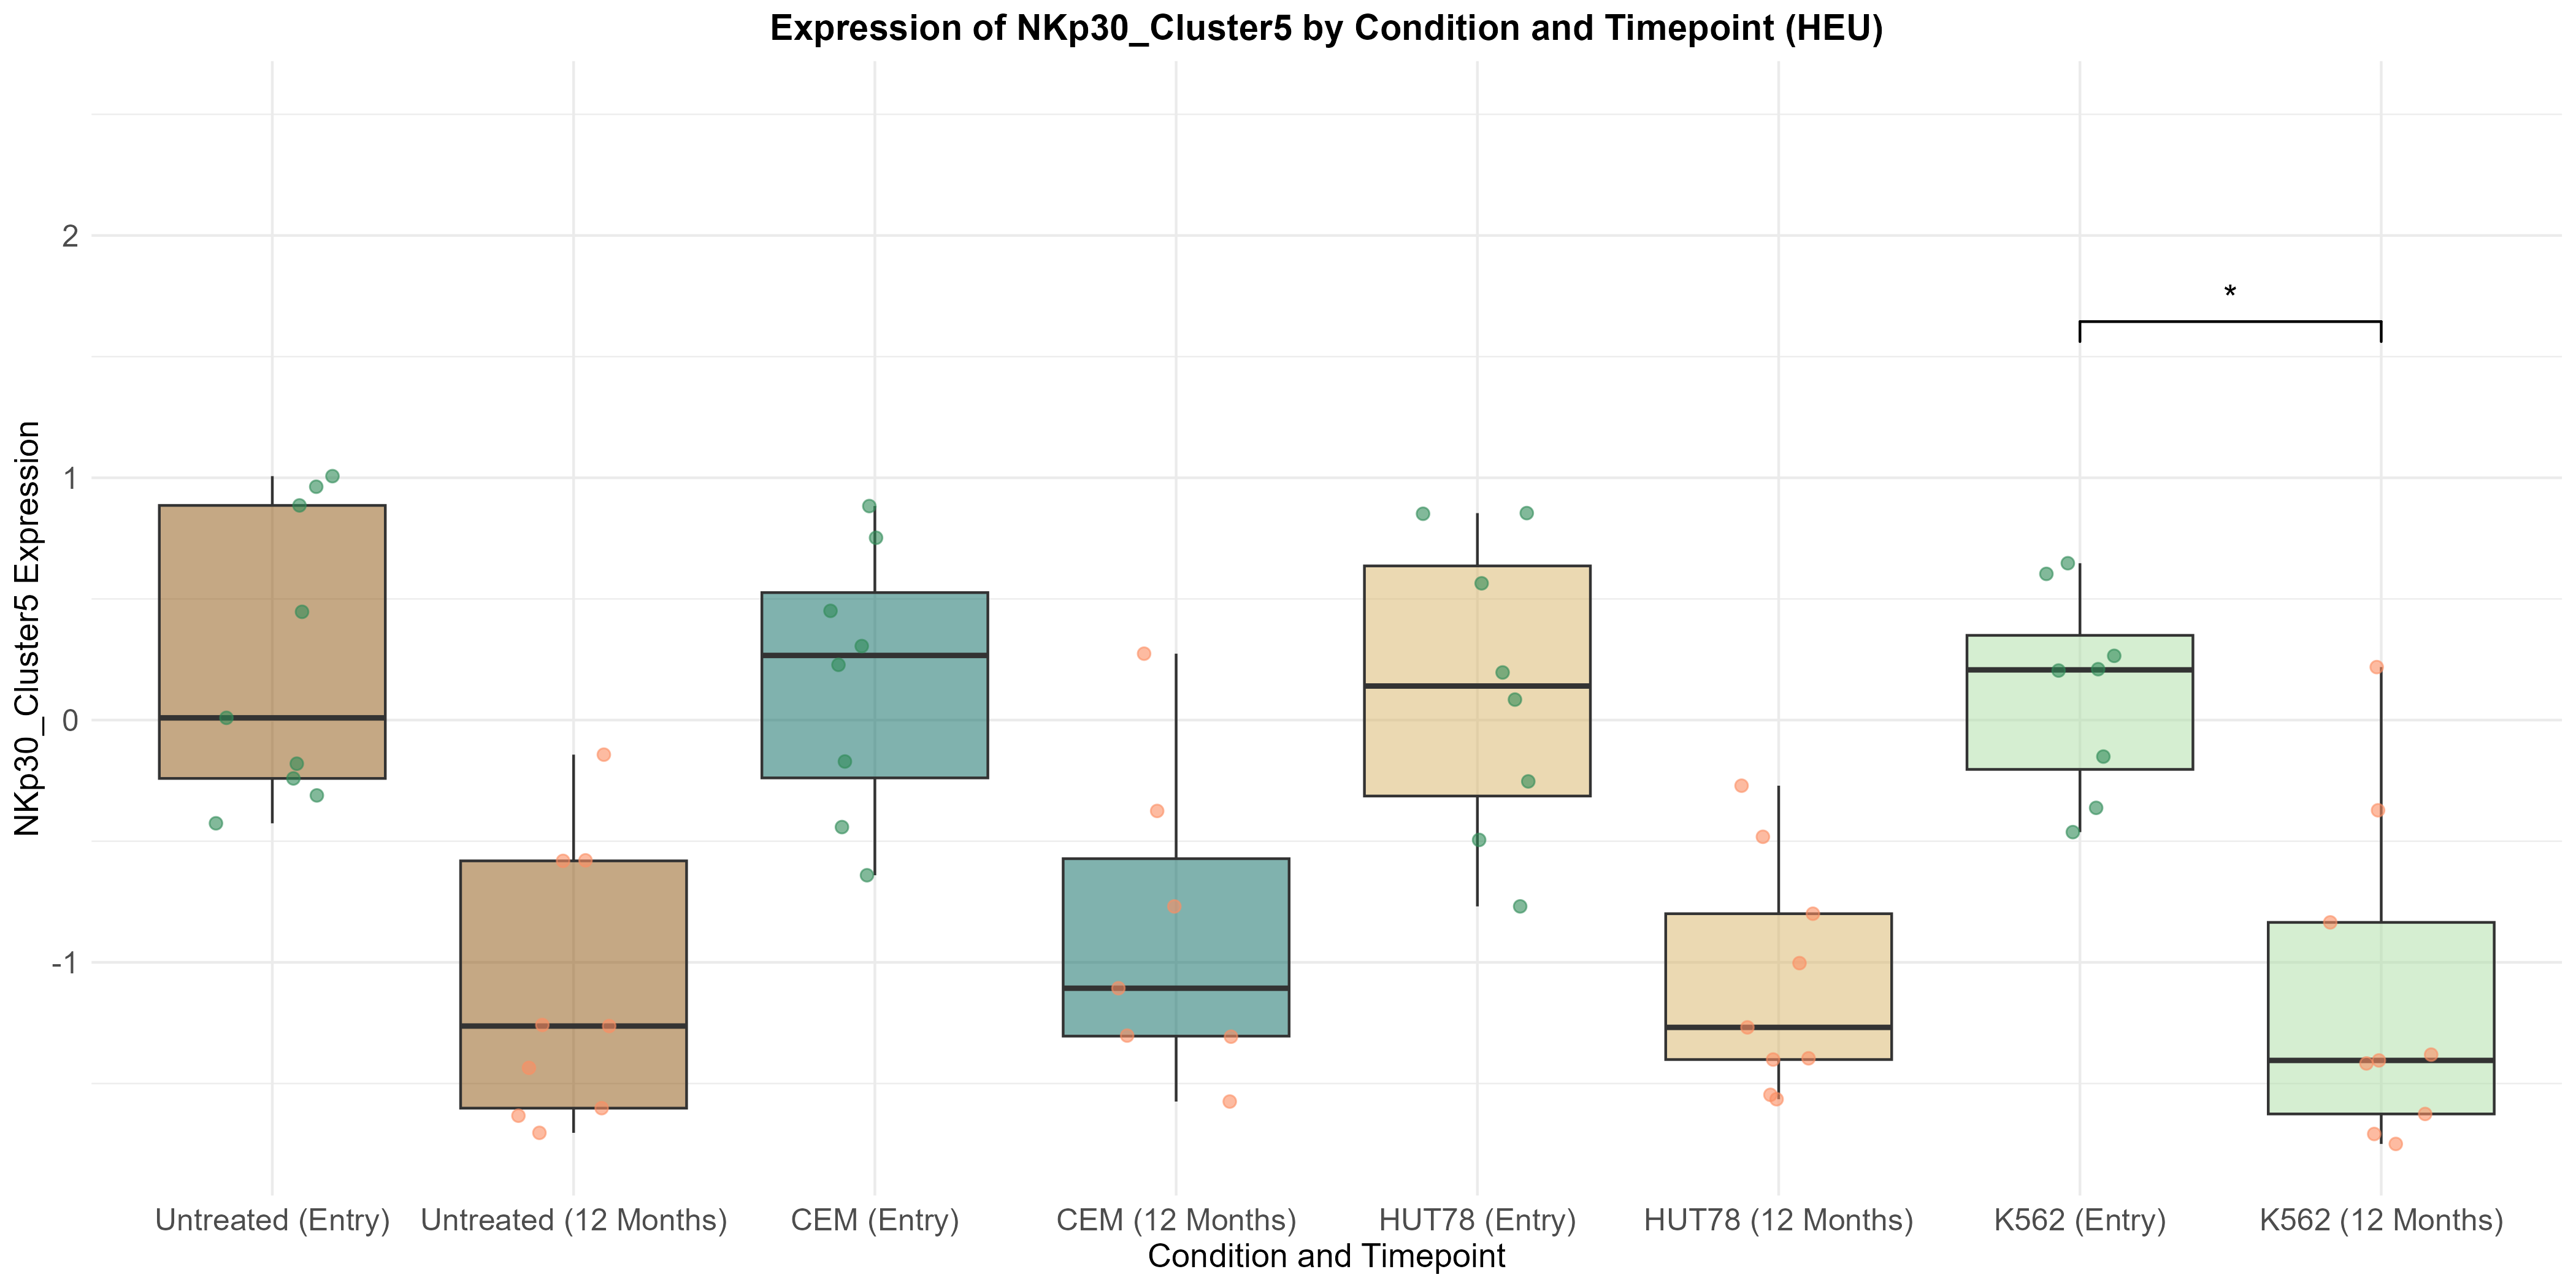 Expression of NKp30_Cluster5 by Condition and Timepoint (HEU)
NKp30_Cluster5 Expression
2
1
0
-1
*
Untreated (Entry) Untreated (12 Months) CEM (Entry) CEM (12 Months) HUT78 (Entry) HUT78 (12 Months) K562 (Entry) K562 (12 Months)
Condition and Timepoint